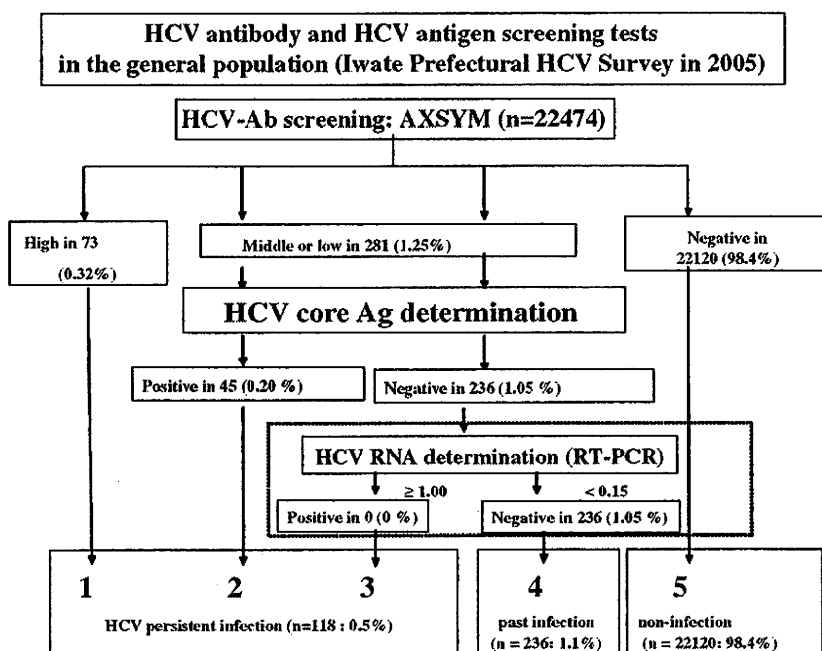 HCV antibody and HCV antigen screening tests
in the general population (Iwate Prefectural HCV Survey in 2005)
HCV-Ab screening: AXSYM (n=22474)
High in 73
(0.32%)
Middle or low in 281 (1.25%)
Negative in
22120 (98.4%)
HCV core Ag determination
Positive in 45 (0.20 %)
Negative in 236 (1.05 %)
HCV RNA determination (RT-PCR)
≥ 1.00
< 0.15
Positive in 0 (0 %)
Negative in 236 (1.05 %)
1
2
3
4
5
HCV persistent infection (n=118 : 0.5%)
past infection
(n = 236: 1.1%)
non-infection
(n = 22120: 98.4%)